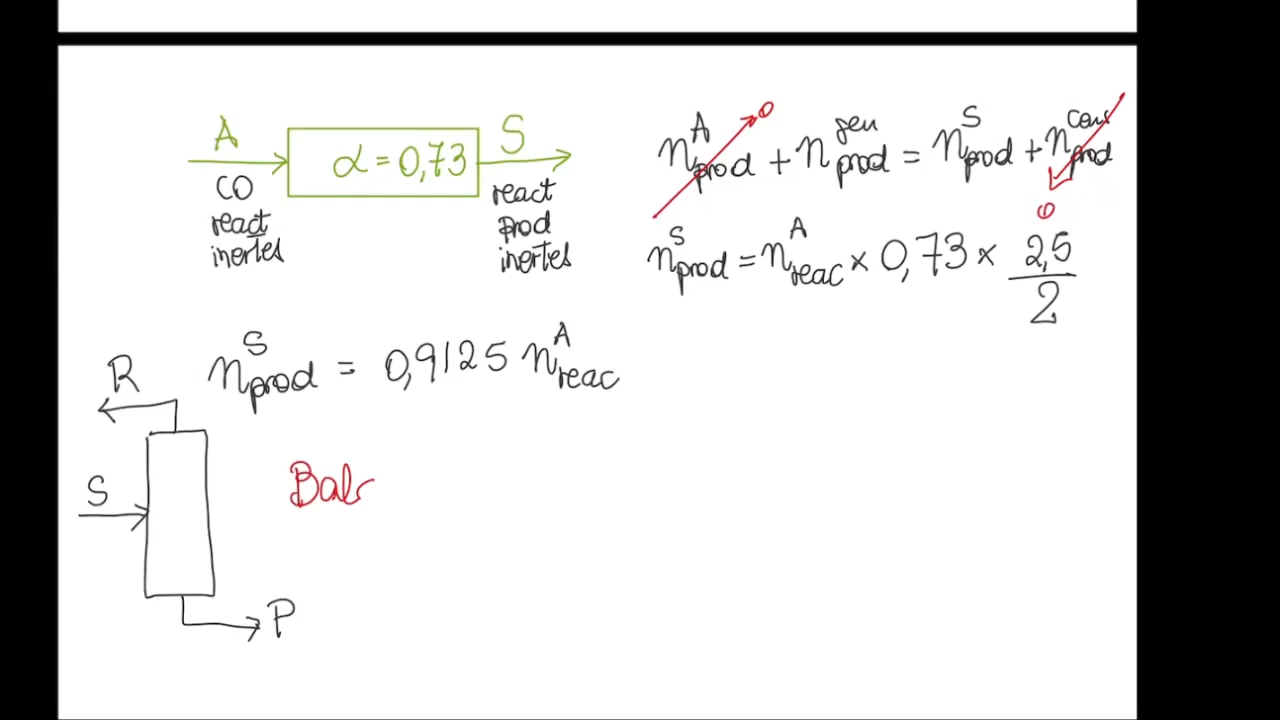 A
α = 0,73
S
CO
react
inertes
react
prod
inertes
n^A_prod + n^gen_prod = n^S_prod + n^cons_prod
0
0
n^S_prod = n^A_reac × 0,73 × 2,5/2
n^S_prod = 0,9125 n^A_reac
R
S
Bal
P